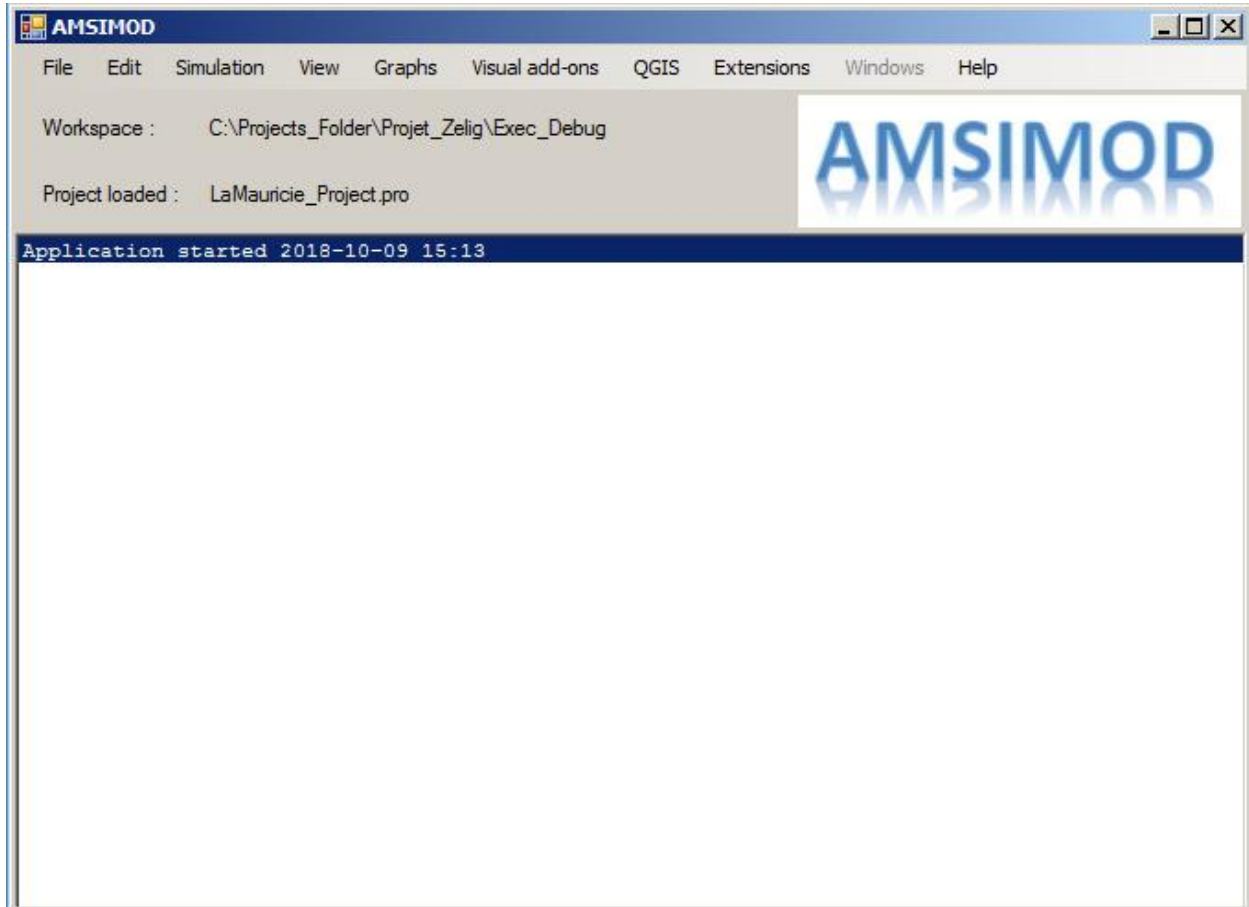 AMSIMOD
File Edit Simulation View Graphs Visual add-ons QGIS Extensions Windows Help
Workspace : C:\Projects_Folder\Projet_Zelig\Exec_Debug
AMSIMOD
Project loaded : LaMauricie_Project.pro
Application started 2018-10-09 15:13